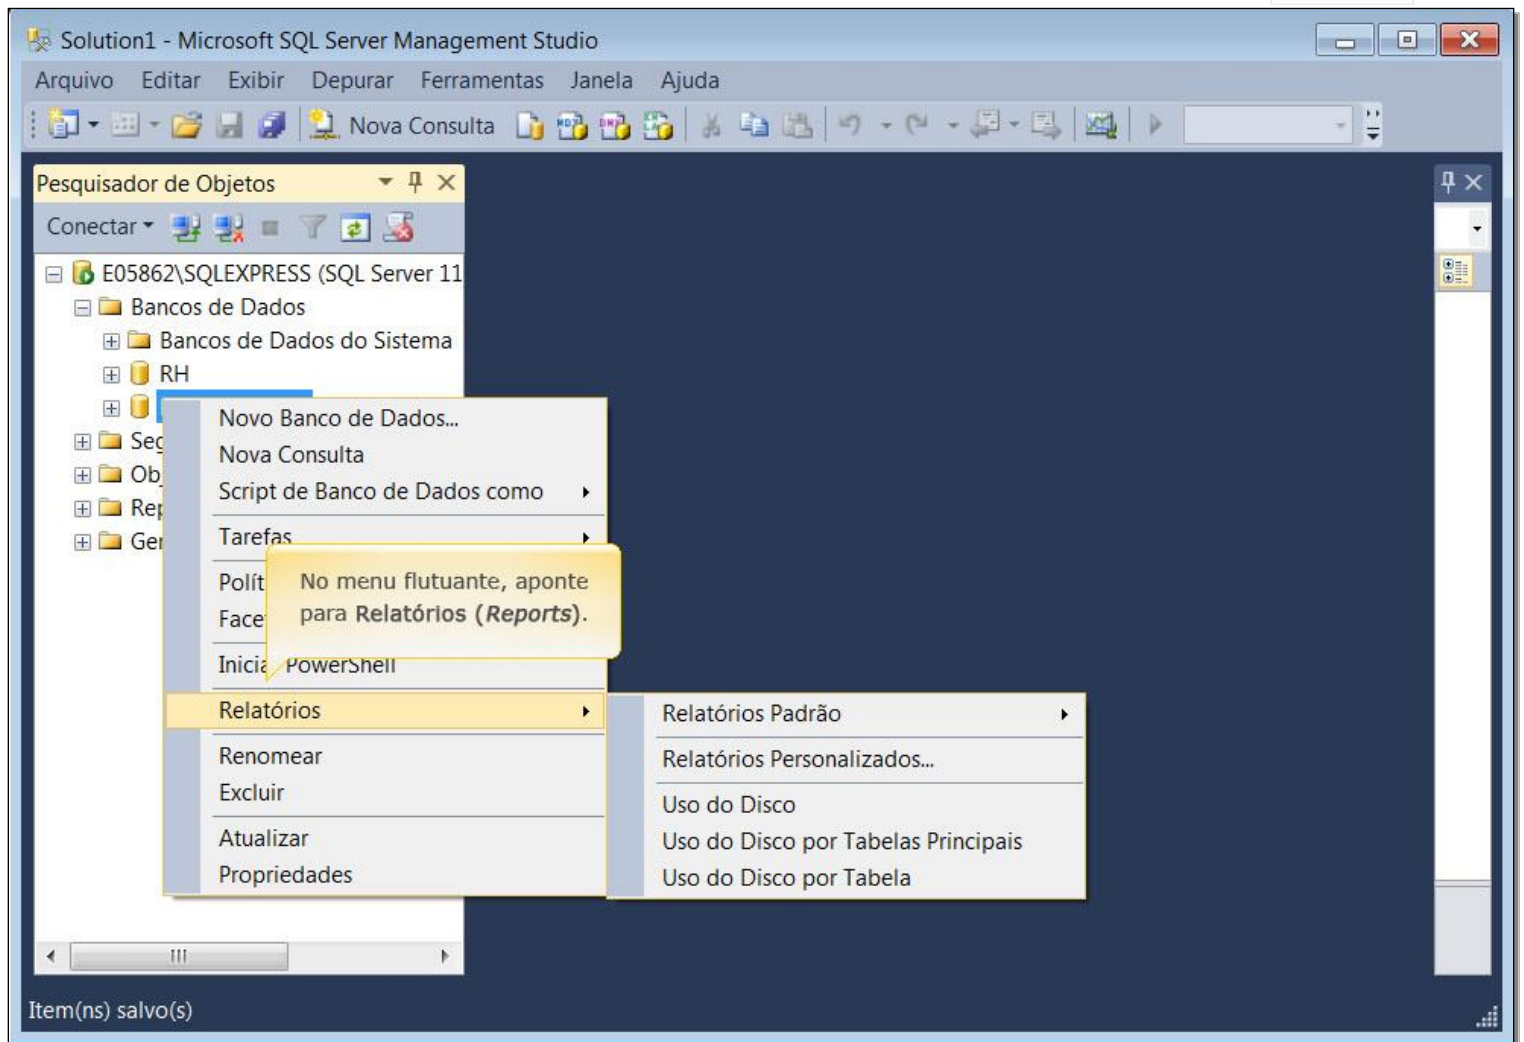 Solution1 - Microsoft SQL Server Management Studio
Arquivo Editar Exibir Depurar Ferramentas Janela Ajuda
Nova Consulta
Pesquisador de Objetos
Conectar
E05862\SQLEXPRESS (SQL Server 11
Bancos de Dados
Bancos de Dados do Sistema
RH
Novo Banco de Dados...
Nova Consulta
Script de Banco de Dados como
Tarefas
No menu flutuante, aponte
para Relatórios (Reports).
Relatórios
Renomear
Excluir
Atualizar
Propriedades
Relatórios Padrão
Relatórios Personalizados...
Uso do Disco
Uso do Disco por Tabelas Principais
Uso do Disco por Tabela
Item(ns) salvo(s)